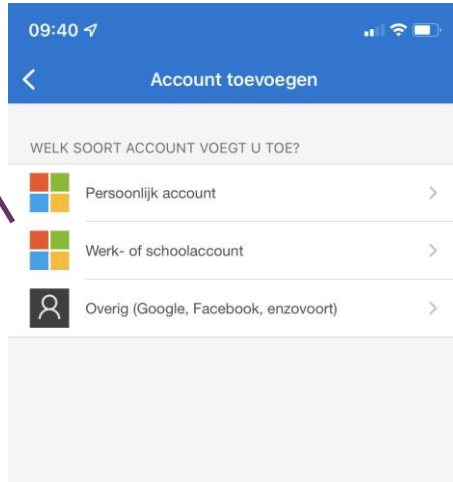 09:40
Account toevoegen
WELK SOORT ACCOUNT VOEGT U TOE?
Persoonlijk account
Werk- of schoolaccount
Overig (Google, Facebook, enzovoort)